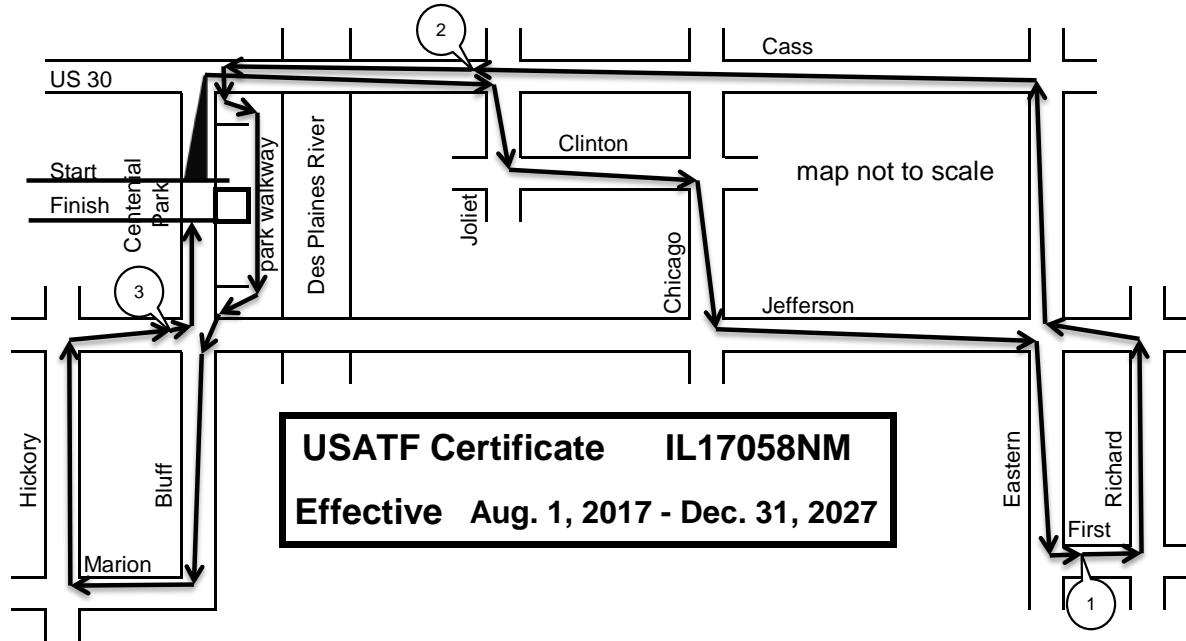 2
Cass
US 30
Clinton
map not to scale
Start
Centenial
Park
Finish
park walkway
Des Plaines River
Joliet
Chicago
3
Jefferson
USATF Certificate IL17058NM
Effective Aug. 1, 2017 - Dec. 31, 2027
Hickory
Bluff
Eastern
Richard
First
Marion
1